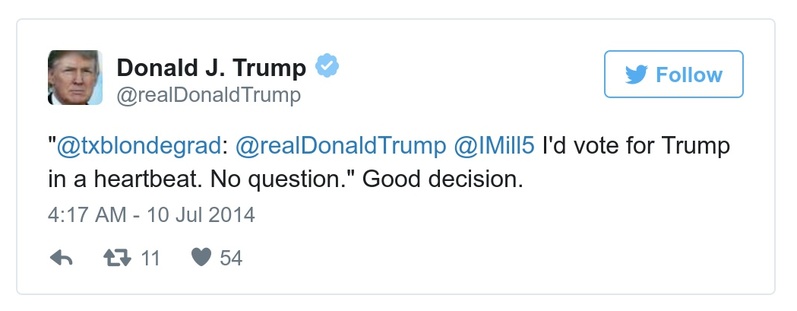 Donald J. Trump
Follow
@realDonaldTrump
"@txblondegrad: @realDonaldTrump @IMill5 I'd vote for Trump
in a heartbeat. No question." Good decision.
4:17 AM - 10 Jul 2014
11 54